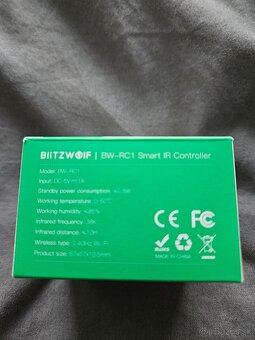 BlitzWolf | BW-RC1 Smart IR Controller
Model: BW-RC1
Input: DC 5V⎓1A
Standby power consumption: ≤0.5W
Working temperature: 0-50℃
Working humidity: ≤85%
Infrared frequency: 38K
Infrared distance: ≤10m
Wireless type: 2.4GHz Wi-Fi
Product size: 67x67x19.5mm
CE FC
MADE IN CHINA